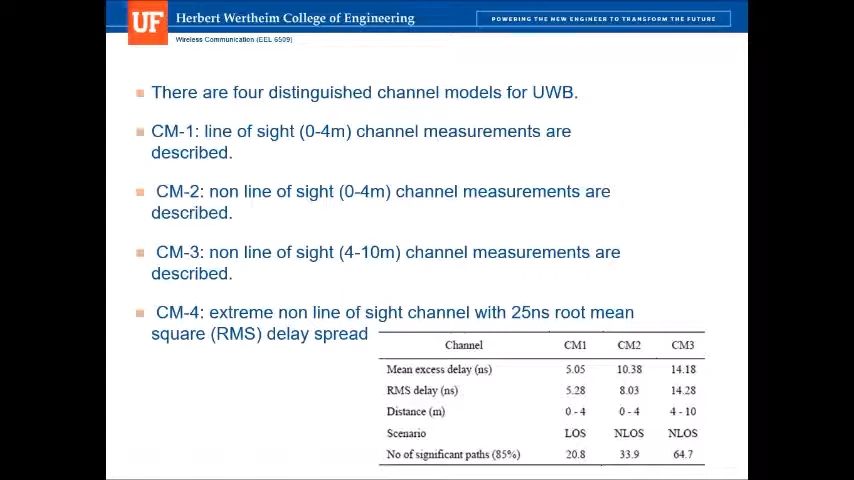 UF Herbert Wertheim College of Engineering
POWERING THE NEW ENGINEER TO TRANSFORM THE FUTURE
Wireless Communication (EEL 6509)
There are four distinguished channel models for UWB.
CM-1: line of sight (0-4m) channel measurements are
described.
CM-2: non line of sight (0-4m) channel measurements are
described.
CM-3: non line of sight (4-10m) channel measurements are
described.
CM-4: extreme non line of sight channel with 25ns root mean
square (RMS) delay spread
Channel CM1 CM2 CM3
Mean excess delay (ns) 5.05 10.38 14.18
RMS delay (ns) 5.28 8.03 14.28
Distance (m) 0 - 4 0 - 4 4 - 10
Scenario LOS NLOS NLOS
No of significant paths (85%) 20.8 33.9 64.7